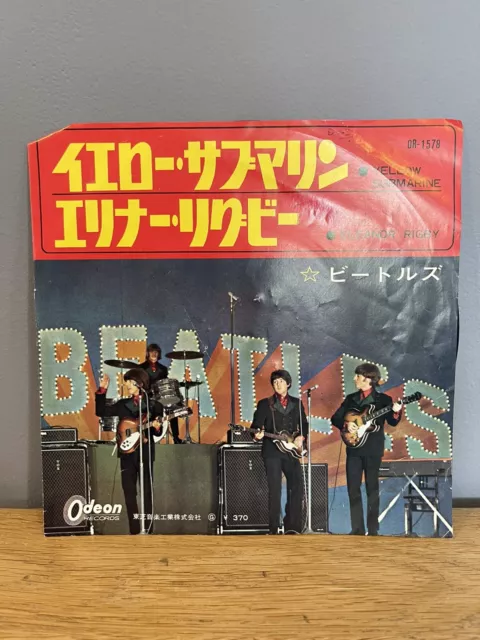 OR-1578
イエロー・サブマリン
YELLOW
SUBMARINE
エリナー・リグビー
ELEANOR RIGBY
☆ ビートルズ
BEATLES
Odeon
RECORDS
東芝音楽工業株式会社 Ⓖ ¥ 370